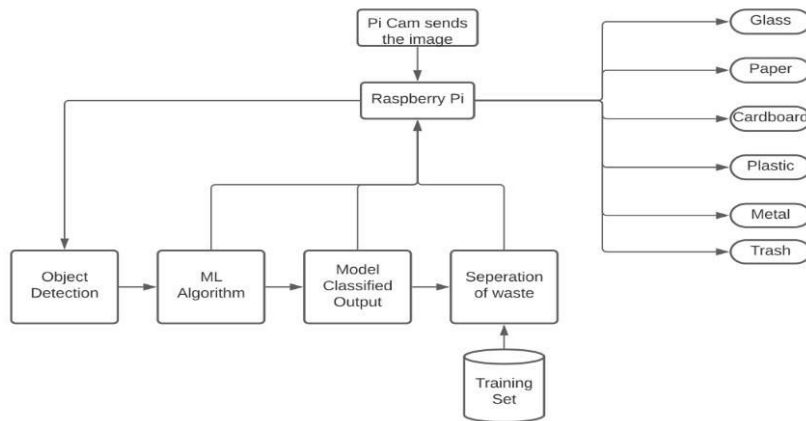 Pi Cam sends
the image
Raspberry Pi
Glass
Paper
Cardboard
Plastic
Metal
Trash
Object
Detection
ML
Algorithm
Model
Classified
Output
Seperation
of waste
Training
Set